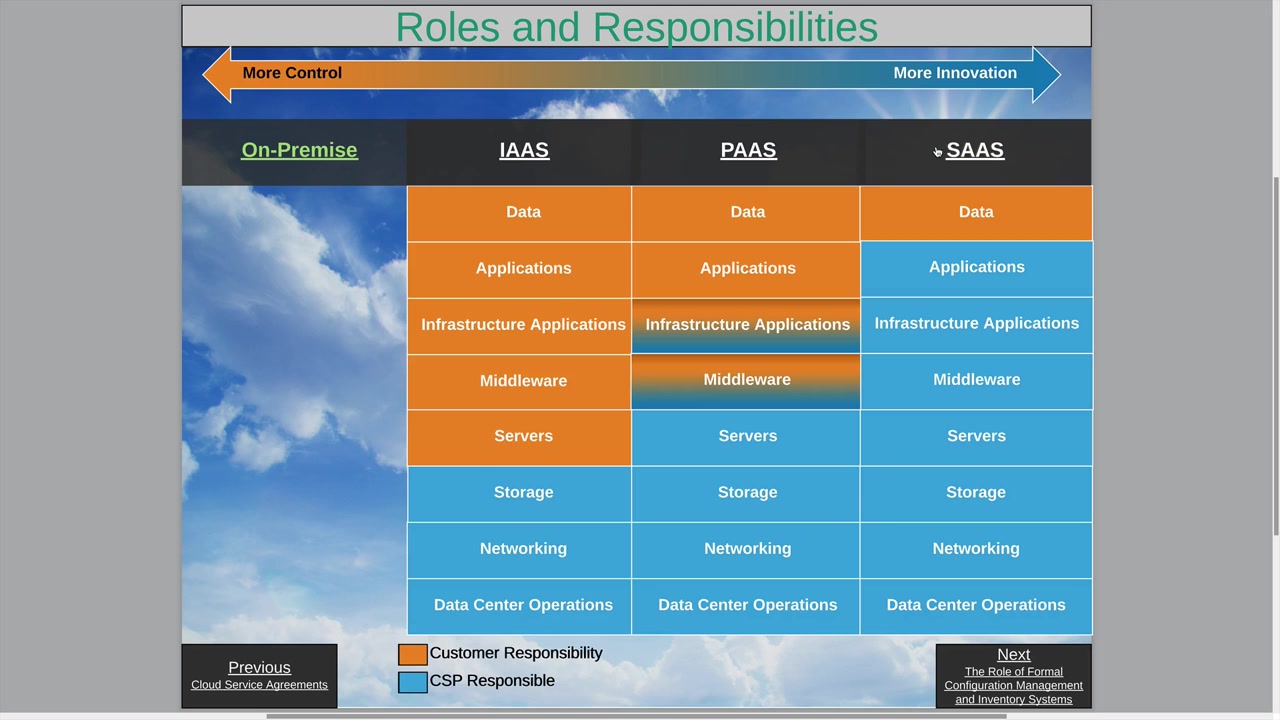 Roles and Responsibilities
More Control
More Innovation
On-Premise
IAAS
PAAS
SAAS
Data
Data
Data
Applications
Applications
Applications
Infrastructure Applications
Infrastructure Applications
Infrastructure Applications
Middleware
Middleware
Middleware
Servers
Servers
Servers
Storage
Storage
Storage
Networking
Networking
Networking
Data Center Operations
Data Center Operations
Data Center Operations
Previous
Cloud Service Agreements
Customer Responsibility
CSP Responsible
Next
The Role of Formal
Configuration Management
and Inventory Systems